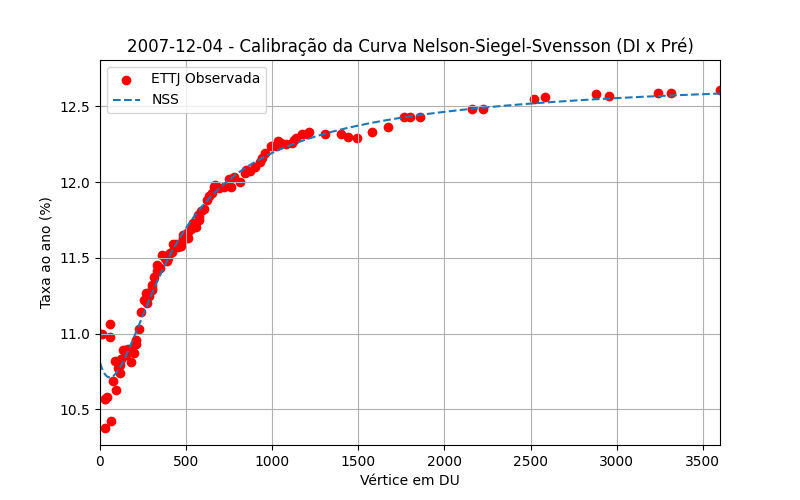 2007-12-04 - Calibração da Curva Nelson-Siegel-Svensson (DI x Pré)
ETTJ Observada
NSS
Taxa ao ano (%)
12.5
12.0
11.5
11.0
10.5
0 500 1000 1500 2000 2500 3000 3500
Vértice em DU